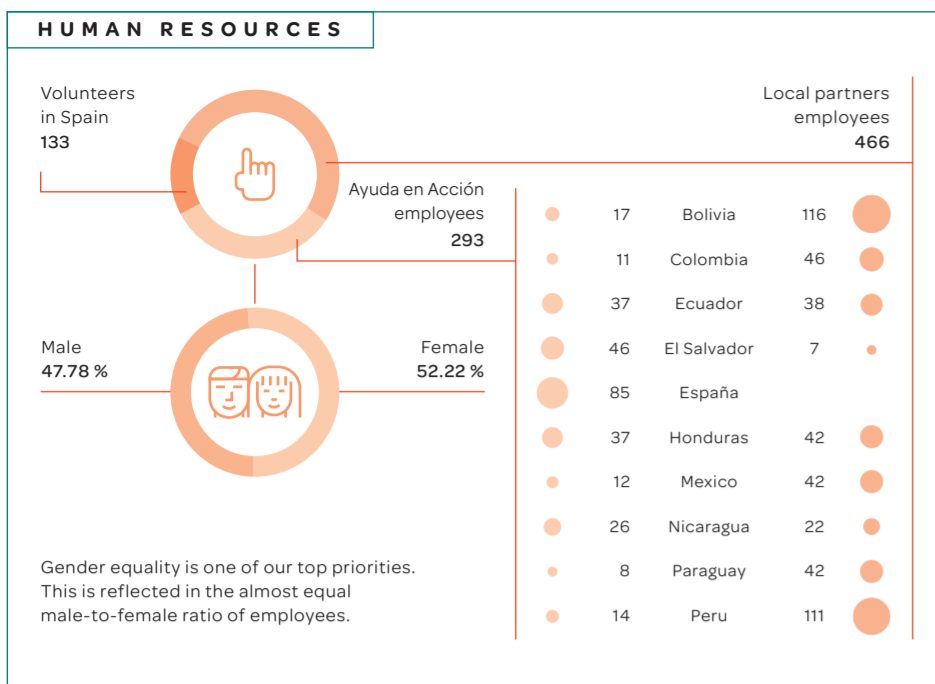 HUMAN RESOURCES
Volunteers
in Spain
133
Local partners
employees
466
Ayuda en Acción
employees
293
Male
47.78 %
Female
52.22 %
17 Bolivia 116
11 Colombia 46
37 Ecuador 38
46 El Salvador 7
85 España
37 Honduras 42
12 Mexico 42
26 Nicaragua 22
8 Paraguay 42
14 Peru 111
Gender equality is one of our top priorities.
This is reflected in the almost equal
male-to-female ratio of employees.